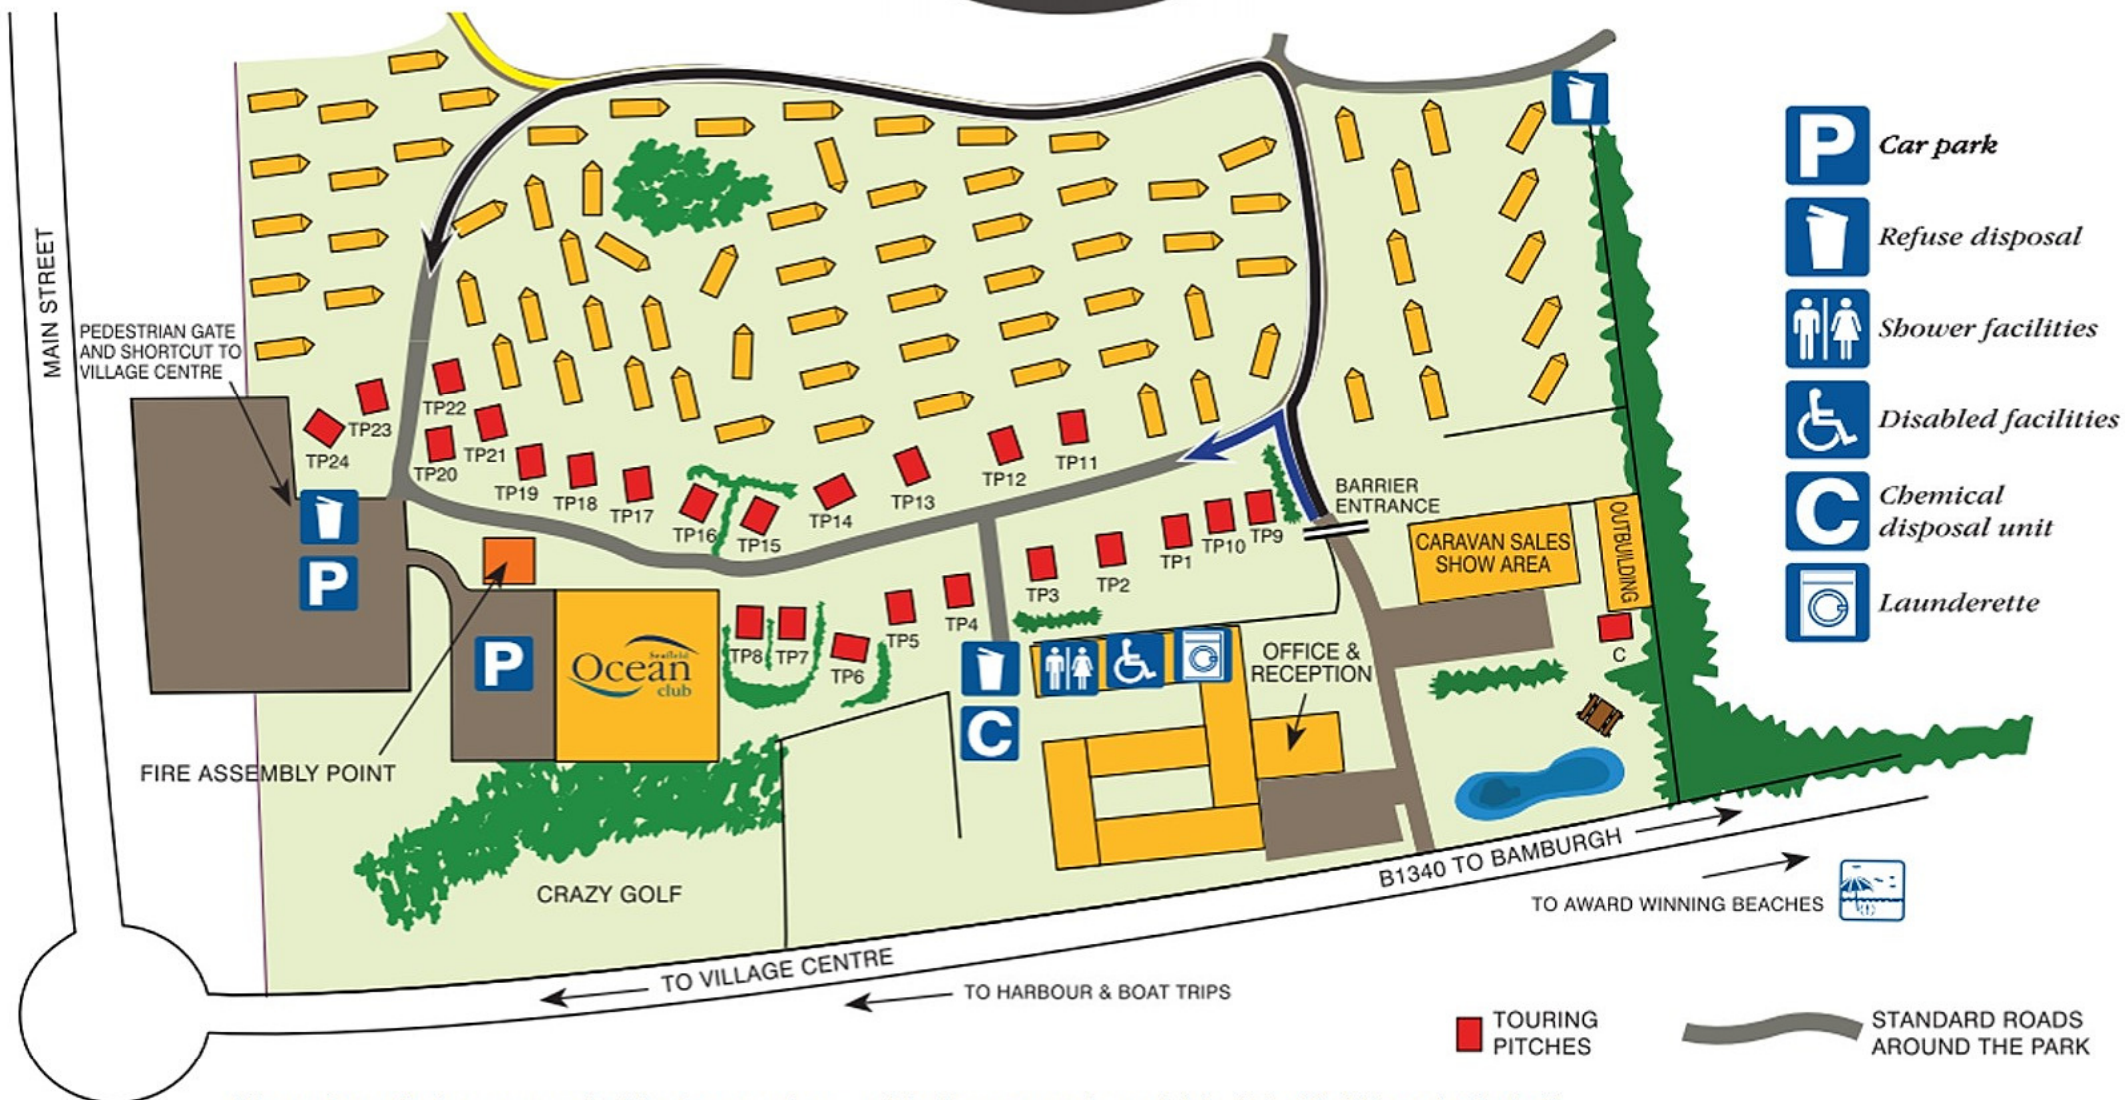 MAIN STREET
PEDESTRIAN GATE
AND SHORTCUT TO
VILLAGE CENTRE
TP22
TP23
TP24
TP21
TP20
TP19
TP18
TP17
TP16
TP15
TP14
TP13
TP12
TP11
BARRIER
ENTRANCE
TP9
TP10
TP1
TP2
TP3
TP4
TP5
TP6
TP7
TP8
P
P
Seafield
Ocean
club
C
FIRE ASSEMBLY POINT
CRAZY GOLF
CARAVAN SALES
SHOW AREA
OUTBUILDING
C
OFFICE &
RECEPTION
B1340 TO BAMBURGH
TO AWARD WINNING BEACHES
TO VILLAGE CENTRE
TO HARBOUR & BOAT TRIPS
P
Car park
Refuse disposal
Shower facilities
Disabled facilities
C
Chemical
disposal unit
Launderette
TOURING
PITCHES
STANDARD ROADS
AROUND THE PARK